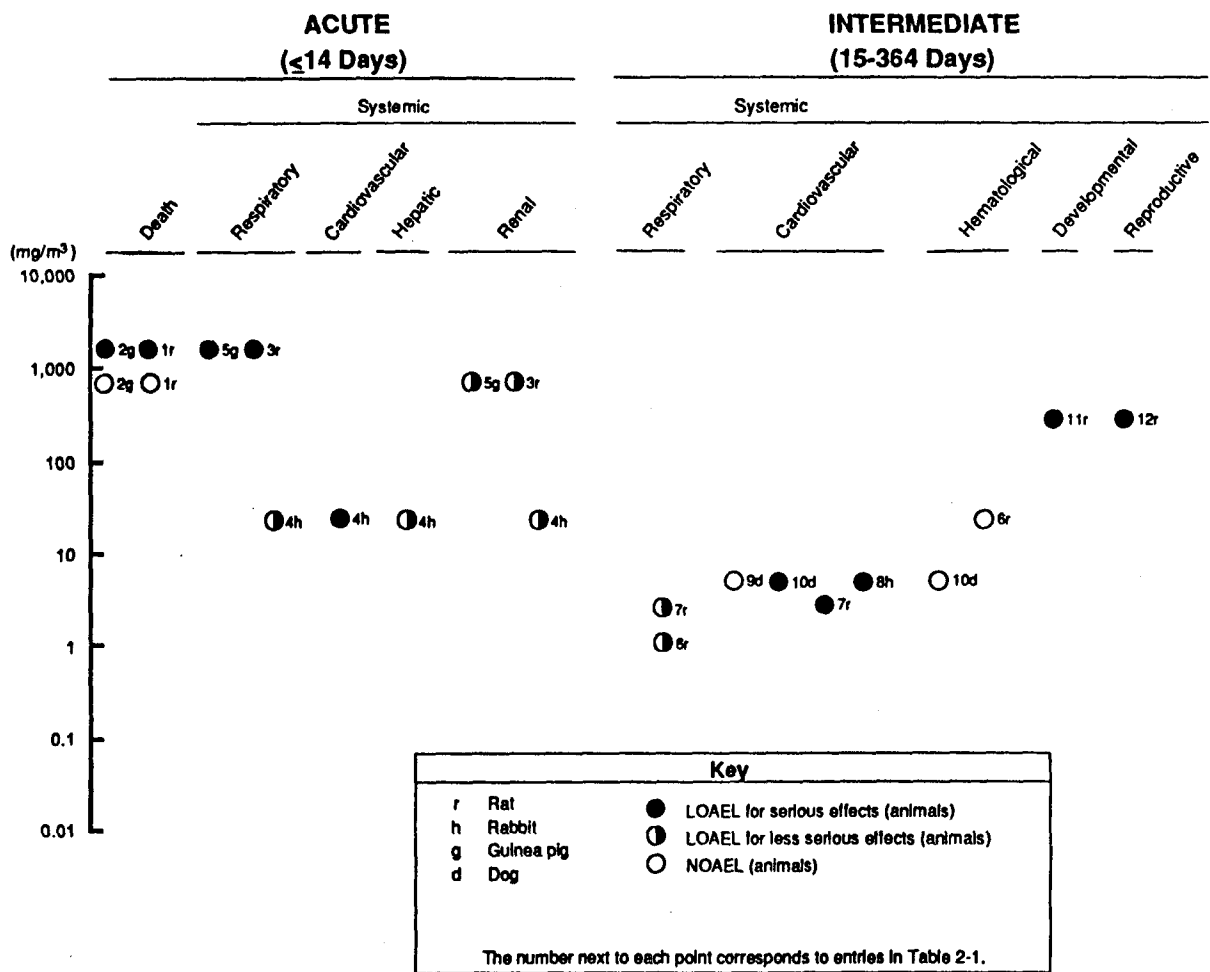 ACUTE
(≤14 Days)
INTERMEDIATE
(15-364 Days)
Systemic
Systemic
Death
Respiratory
Cardiovascular
Hepatic
Renal
Respiratory
Cardiovascular
Hematological
Developmental
Reproductive
(mg/m³)
10,000
2g 1r 5g 3r
1,000
2g 1r 5g 3r
11r 12r
100
4h 4h 4h 4h
6r
10
9d 10d 8h 10d
7r 7r
1
6r
0.1
0.01
Key
r Rat
h Rabbit
g Guinea pig
d Dog
LOAEL for serious effects (animals)
LOAEL for less serious effects (animals)
NOAEL (animals)
The number next to each point corresponds to entries in Table 2-1.